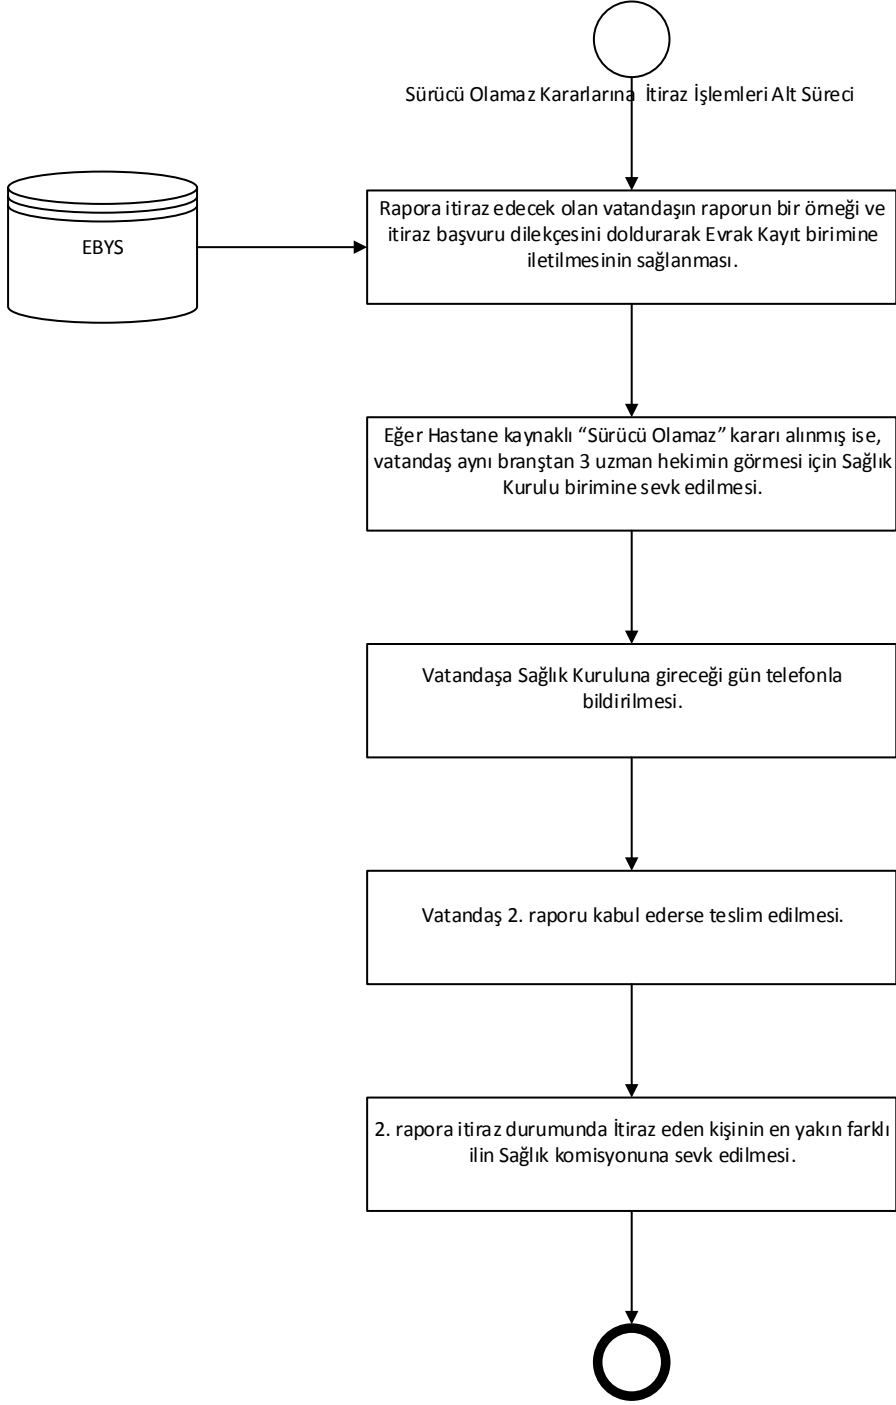 Sürücü Olamaz Kararlarına İtiraz İşlemleri Alt Süreci
EBYS
Rapora itiraz edecek olan vatandaşın raporun bir örneği ve
itiraz başvuru dilekçesini doldurarak Evrak Kayıt birimine
iletilmesinin sağlanması.
Eğer Hastane kaynaklı “Sürücü Olamaz” kararı alınmış ise,
vatandaş aynı branştan 3 uzman hekimin görmesi için Sağlık
Kurulu birimine sevk edilmesi.
Vatandaşa Sağlık Kuruluna gireceği gün telefonla
bildirilmesi.
Vatandaş 2. raporu kabul ederse teslim edilmesi.
2. rapora itiraz durumunda İtiraz eden kişinin en yakın farklı
ilin Sağlık komisyonuna sevk edilmesi.